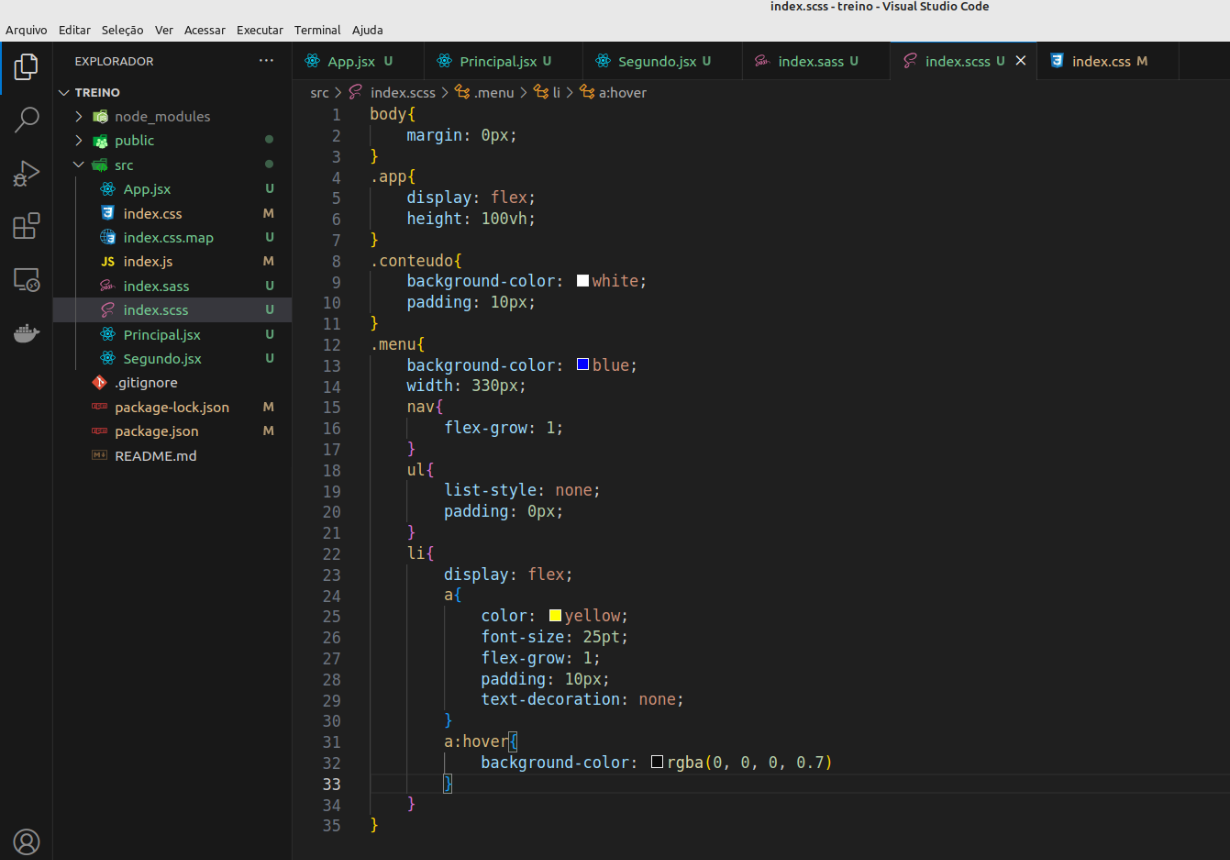 index.scss - treino - Visual Studio Code
Arquivo Editar Seleção Ver Acessar Executar Terminal Ajuda
EXPLORADOR ···
App.jsx U Principal.jsx U Segundo.jsx U index.sass U index.scss U × index.css M
TREINO
node_modules
public
src
App.jsx U
index.css M
index.css.map U
JS index.js M
index.sass U
index.scss U
Principal.jsx U
Segundo.jsx U
.gitignore
package-lock.json M
package.json M
README.md
src > index.scss > .menu > li > a:hover
1 body{
2 margin: 0px;
3 }
4 .app{
5 display: flex;
6 height: 100vh;
7 }
8 .conteudo{
9 background-color: white;
10 padding: 10px;
11 }
12 .menu{
13 background-color: blue;
14 width: 330px;
15 nav{
16 flex-grow: 1;
17 }
18 ul{
19 list-style: none;
20 padding: 0px;
21 }
22 li{
23 display: flex;
24 a{
25 color: yellow;
26 font-size: 25pt;
27 flex-grow: 1;
28 padding: 10px;
29 text-decoration: none;
30 }
31 a:hover{
32 background-color: rgba(0, 0, 0, 0.7)
33 }
34 }
35 }